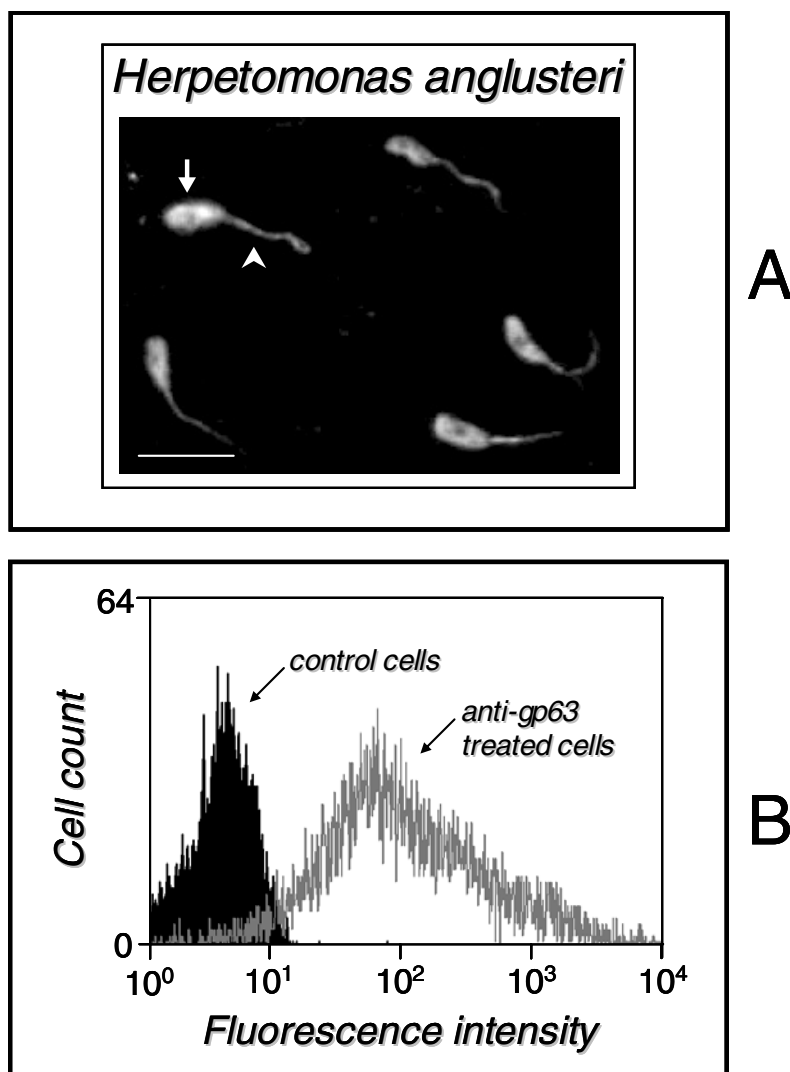 Herpetomonas anglusteri
A
64
control cells
anti-gp63
treated cells
Cell count
B
0
10⁰ 10¹ 10² 10³ 10⁴
Fluorescence intensity